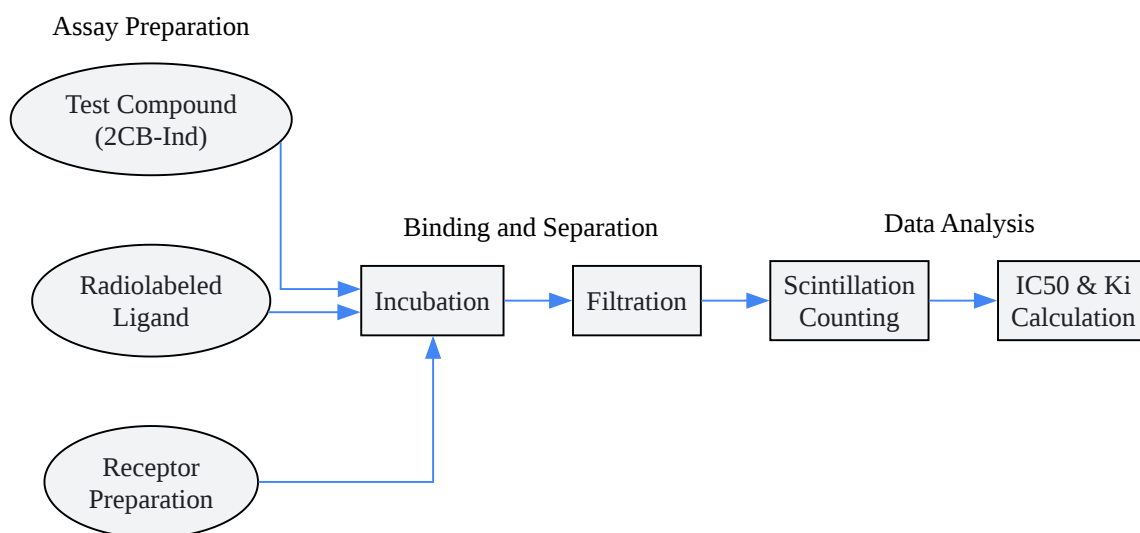 Assay Preparation
Test Compound
(2CB-Ind)
Radiolabeled
Ligand
Receptor
Preparation
Binding and Separation
Incubation
Filtration
Data Analysis
Scintillation
Counting
IC50 & Ki
Calculation